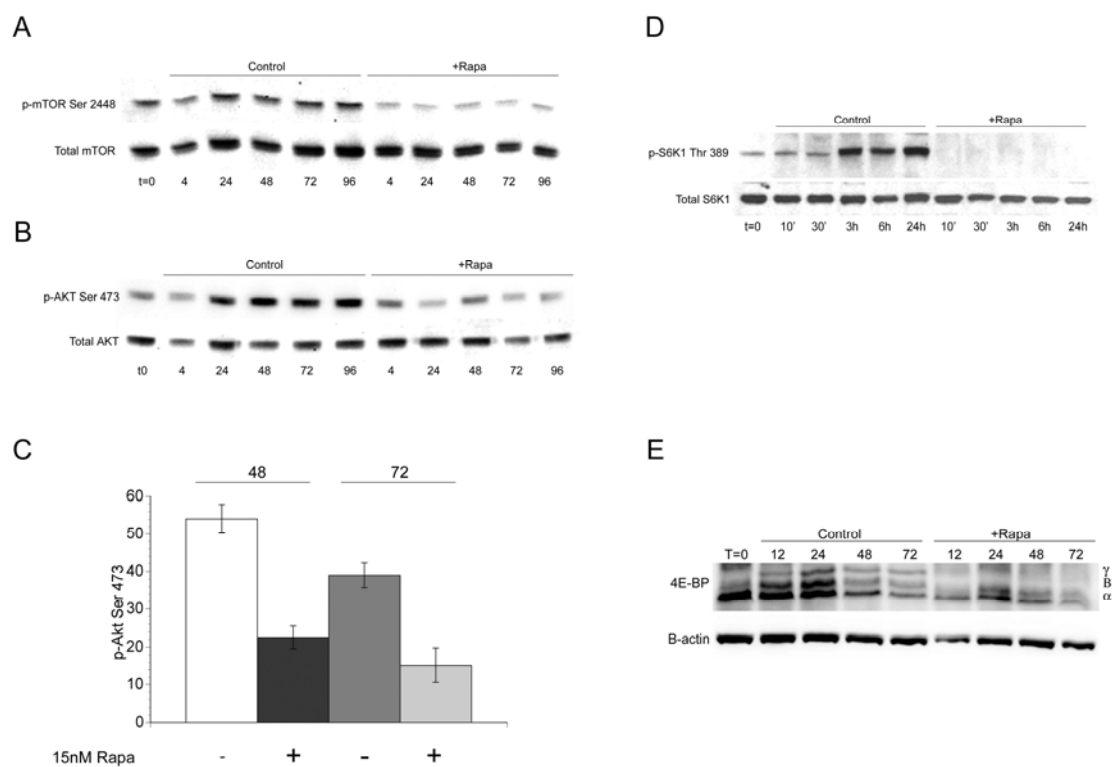 A
Control +Rapa
p-mTOR Ser 2448
Total mTOR
t=0 4 24 48 72 96 4 24 48 72 96
B
Control +Rapa
p-AKT Ser 473
Total AKT
t0 4 24 48 72 96 4 24 48 72 96
C
48 72
p-Akt Ser 473
60
50
40
30
20
10
0
15nM Rapa - + - +
D
Control +Rapa
p-S6K1 Thr 389
Total S6K1
t=0 10' 30' 3h 6h 24h 10' 30' 3h 6h 24h
E
Control +Rapa
T=0 12 24 48 72 12 24 48 72
4E-BP
γ
B
α
B-actin